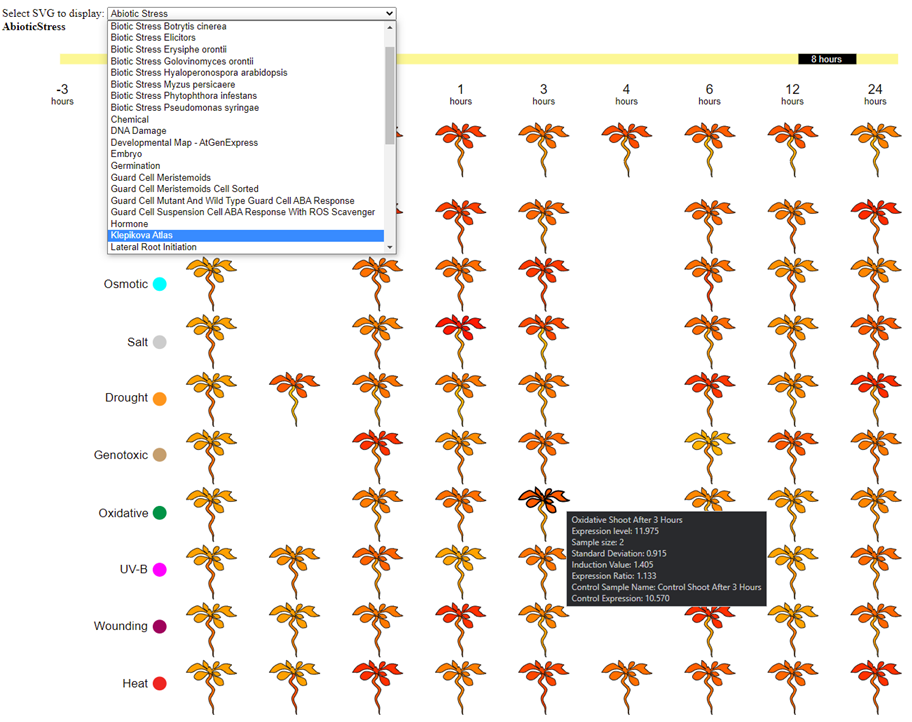 Select SVG to display: Abiotic Stress
AbioticStress
Biotic Stress Botrytis cinerea
Biotic Stress Elicitors
Biotic Stress Erysiphe orontii
Biotic Stress Golovinomyces orontii
Biotic Stress Hyaloperonospora arabidopsis
Biotic Stress Myzus persicaere
Biotic Stress Phytophthora infestans
Biotic Stress Pseudomonas syringae
Chemical
DNA Damage
Developmental Map - AtGenExpress
Embryo
Germination
Guard Cell Meristemoids
Guard Cell Meristemoids Cell Sorted
Guard Cell Mutant And Wild Type Guard Cell ABA Response
Guard Cell Suspension Cell ABA Response With ROS Scavenger
Hormone
Klepikova Atlas
Lateral Root Initiation
8 hours
-3 1 3 4 6 12 24
hours hours hours hours hours hours hours
Osmotic
Salt
Drought
Genotoxic
Oxidative
Oxidative Shoot After 3 Hours
Expression level: 11.975
Sample size: 2
Standard Deviation: 0.915
Induction Value: 1.405
Expression Ratio: 1.133
Control Sample Name: Control Shoot After 3 Hours
Control Expression: 10.570
UV-B
Wounding
Heat